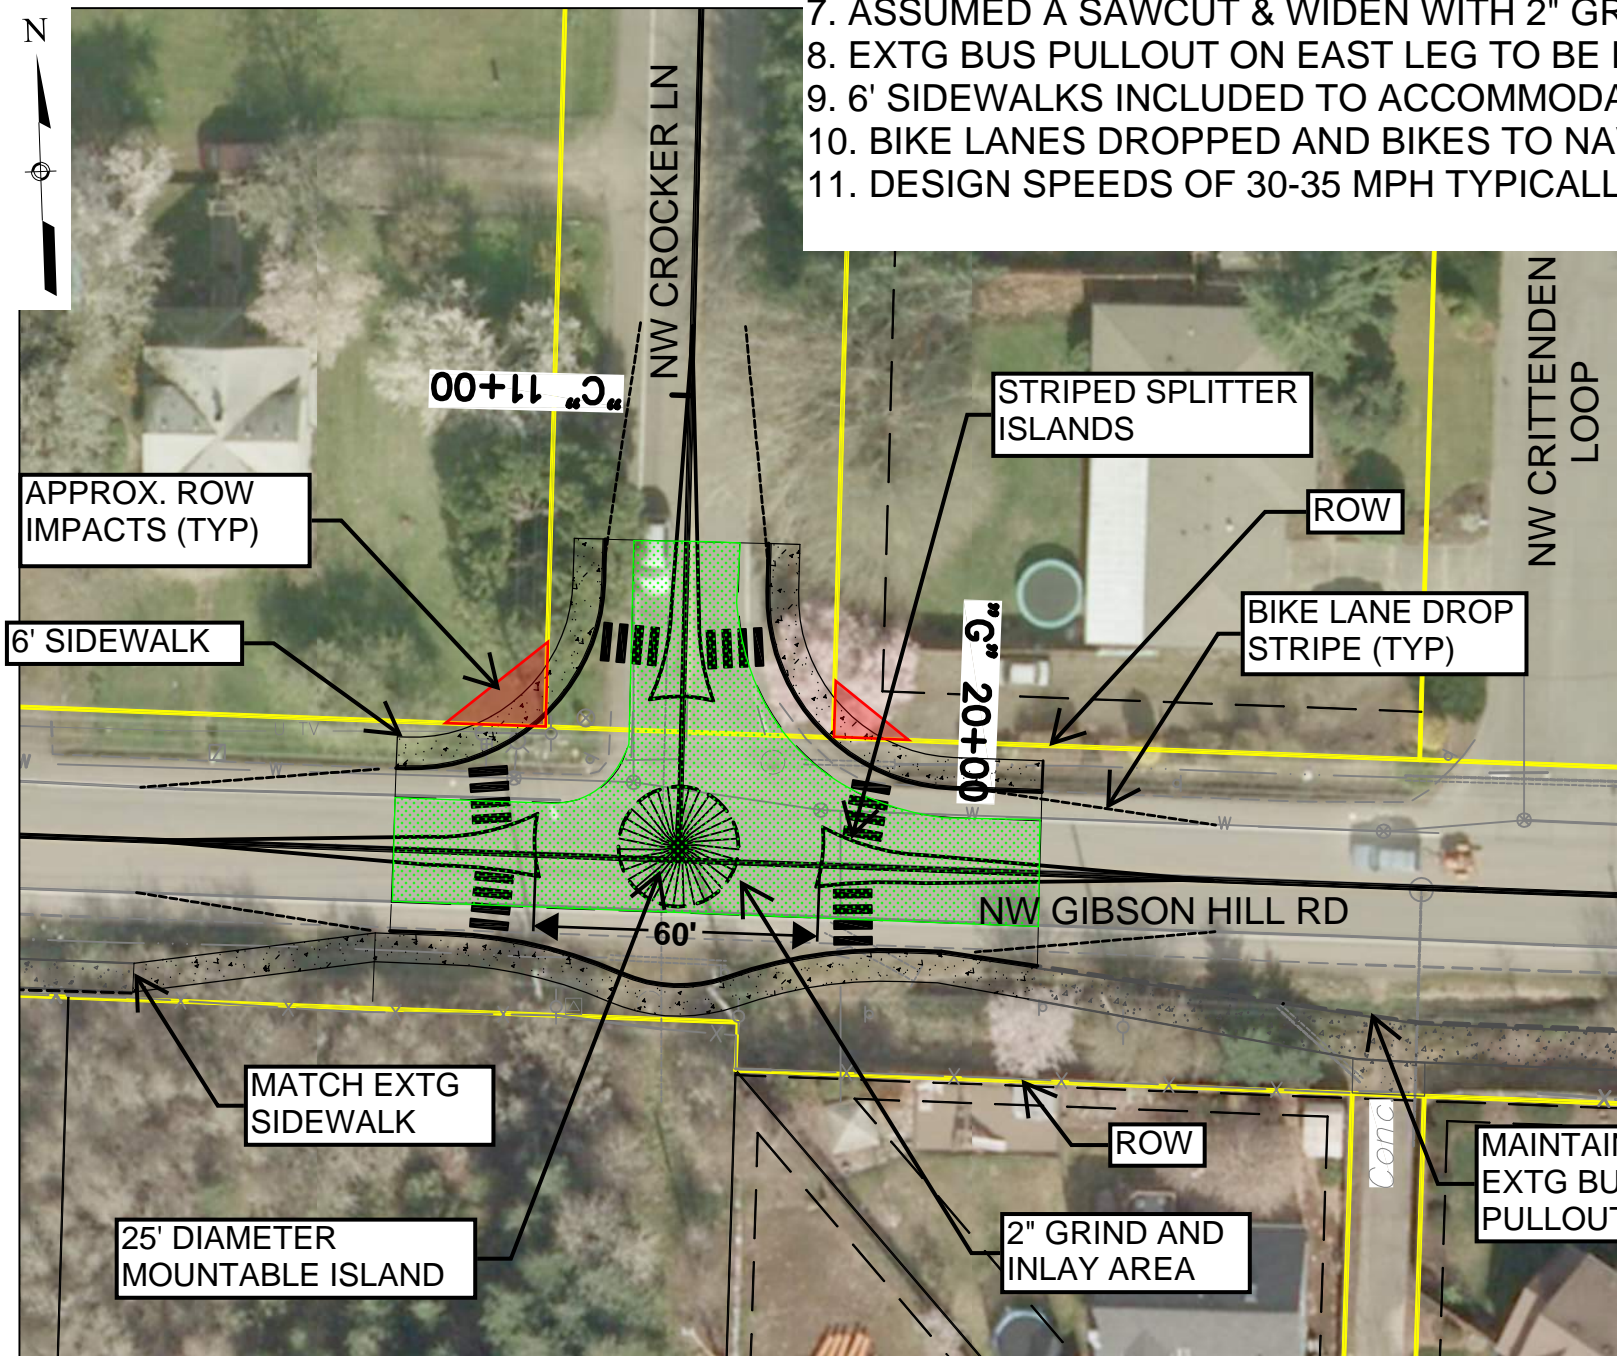 N
7. ASSUMED A SAWCUT & WIDEN WITH 2" GR
8. EXTG BUS PULLOUT ON EAST LEG TO BE
9. 6' SIDEWALKS INCLUDED TO ACCOMMODA
10. BIKE LANES DROPPED AND BIKES TO NA
11. DESIGN SPEEDS OF 30-35 MPH TYPICALL
NW CROCKER LN
"C" 11+00
STRIPED SPLITTER
ISLANDS
NW CRITTENDEN
LOOP
APPROX. ROW
IMPACTS (TYP)
ROW
6' SIDEWALK
"G" 20+00
BIKE LANE DROP
STRIPE (TYP)
W
W
W
W
NW GIBSON HILL RD
60'
MATCH EXTG
SIDEWALK
ROW
Conc
MAINTAI
EXTG BU
PULLOUT
25' DIAMETER
MOUNTABLE ISLAND
2" GRIND AND
INLAY AREA